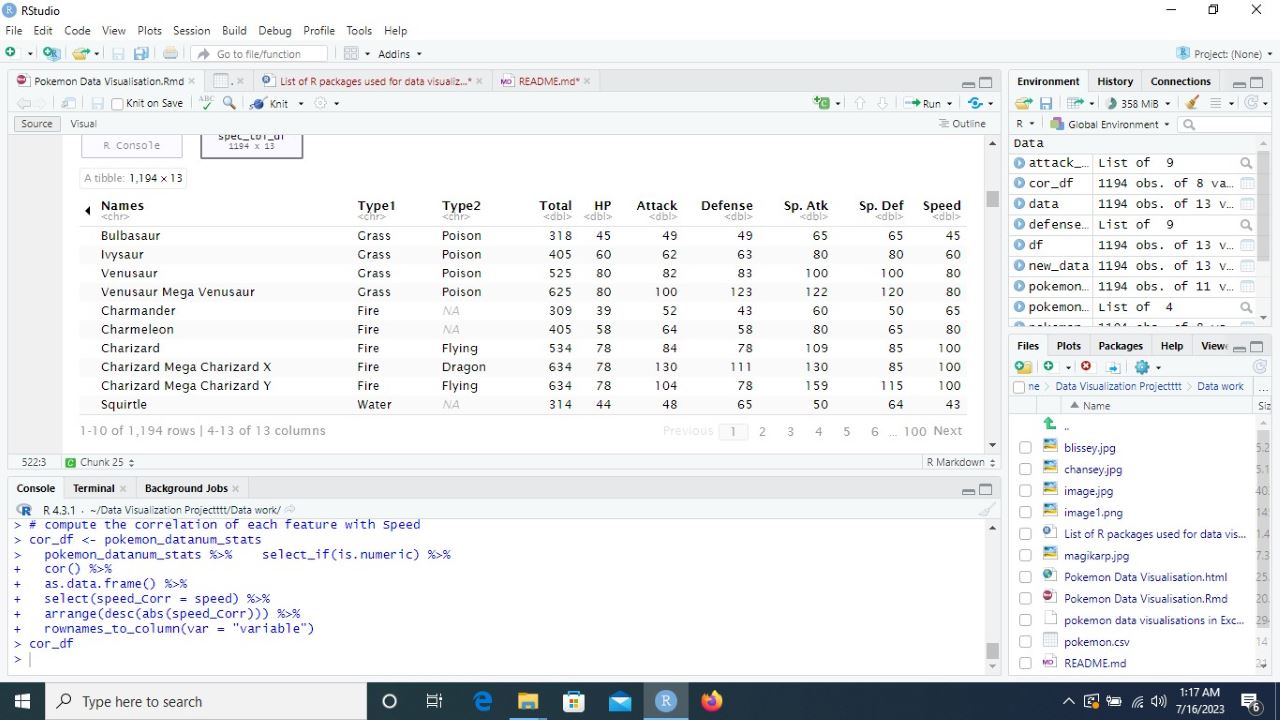 RStudio
File Edit Code View Plots Session Build Debug Profile Tools Help
Go to file/function Addins Project: (None)
Pokemon Data Visualisation.Rmd . List of R packages used for data visualiz...* README.md*
Knit on Save ABC Knit Run
Source Visual Outline
R Console spec_tbl_df
1194 x 13
A tibble: 1,194 × 13
Names Type1 Type2 Total HP Attack Defense Sp. Atk Sp. Def Speed
<chr> <chr> <chr> <dbl> <dbl> <dbl> <dbl> <dbl> <dbl> <dbl>
Bulbasaur Grass Poison 318 45 49 49 65 65 45
Ivysaur Grass Poison 405 60 62 63 80 80 60
Venusaur Grass Poison 525 80 82 83 100 100 80
Venusaur Mega Venusaur Grass Poison 625 80 100 123 122 120 80
Charmander Fire NA 309 39 52 43 60 50 65
Charmeleon Fire NA 405 58 64 58 80 65 80
Charizard Fire Flying 534 78 84 78 109 85 100
Charizard Mega Charizard X Fire Dragon 634 78 130 111 130 85 100
Charizard Mega Charizard Y Fire Flying 634 78 104 78 159 115 100
Squirtle Water NA 314 44 48 65 50 64 43
1-10 of 1,194 rows | 4-13 of 13 columns Previous 1 2 3 4 5 6 ... 100 Next
522:3 Chunk 25 R Markdown
Console Terminal Background Jobs
R 4.3.1 · ~/Data Visualization Projectttt/Data work/
> # compute the correlation of each feature with Speed
> cor_df <- pokemon_datanum_stats
> pokemon_datanum_stats %>% select_if(is.numeric) %>%
+ cor() %>%
+ as.data.frame() %>%
+ select(speed_Corr = speed) %>%
+ arrange(desc(abs(speed_Corr))) %>%
+ rownames_to_column(var = "variable")
> cor_df
>
Environment History Connections
358 MiB
R Global Environment
Data
attack_... List of 9
cor_df 1194 obs. of 8 va...
data 1194 obs. of 13 v...
defense... List of 9
df 1194 obs. of 13 v...
new_data 1194 obs. of 13 v...
pokemon... 1194 obs. of 11 v...
pokemon... List of 4
Files Plots Packages Help View
ne > Data Visualization Projectttt > Data work ...
Name Siz
..
blissey.jpg 5.2
chansey.jpg 5.1
image.jpg 40.
image1.png 14.
List of R packages used for data vis... 1.4
magikarp.jpg 7.3
Pokemon Data Visualisation.html 25.
Pokemon Data Visualisation.Rmd 20.
pokemon data visualisations in Exc... 29
pokemon.csv 14
README.md
Type here to search
1:17 AM
7/16/2023
6